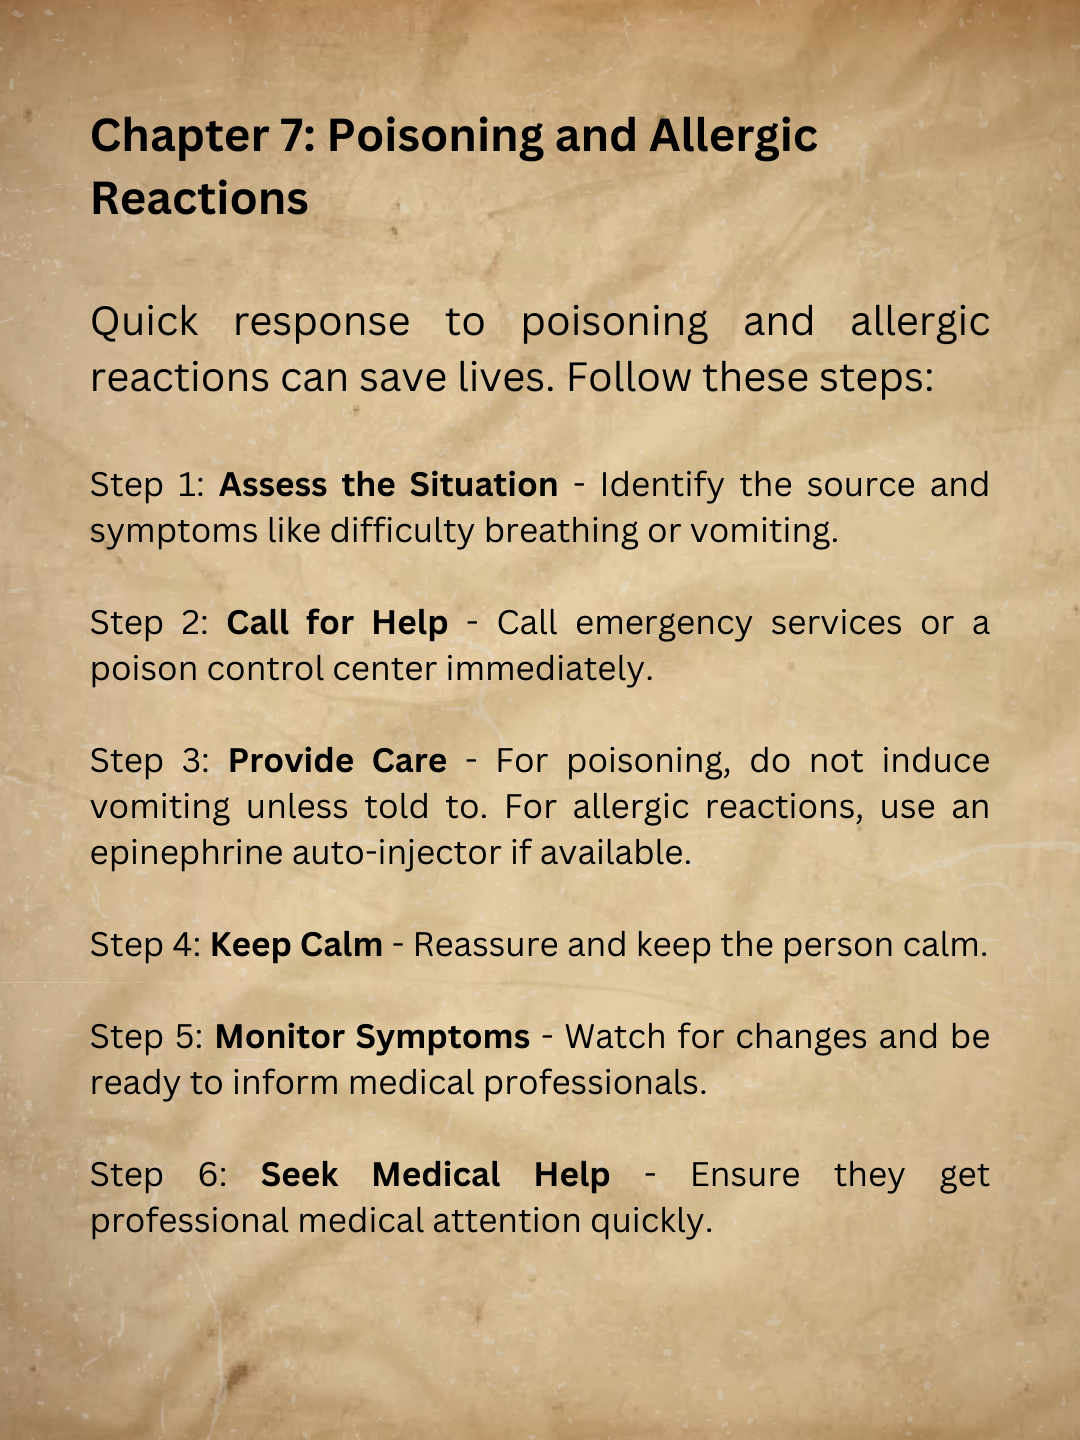 Chapter 7: Poisoning and Allergic
Reactions
Quick response to poisoning and allergic
reactions can save lives. Follow these steps:
Step 1: Assess the Situation - Identify the source and
symptoms like difficulty breathing or vomiting.
Step 2: Call for Help - Call emergency services or a
poison control center immediately.
Step 3: Provide Care - For poisoning, do not induce
vomiting unless told to. For allergic reactions, use an
epinephrine auto-injector if available.
Step 4: Keep Calm - Reassure and keep the person calm.
Step 5: Monitor Symptoms - Watch for changes and be
ready to inform medical professionals.
Step 6: Seek Medical Help - Ensure they get
professional medical attention quickly.